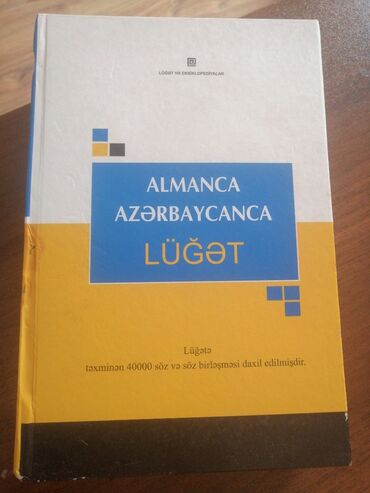 LÜĞƏT VƏ ENSİKLOPEDİYALAR
ALMANCA
AZƏRBAYCANCA
LÜĞƏT
Lüğətə
təxminən 40000 söz və söz birləşməsi daxil edilmişdir.